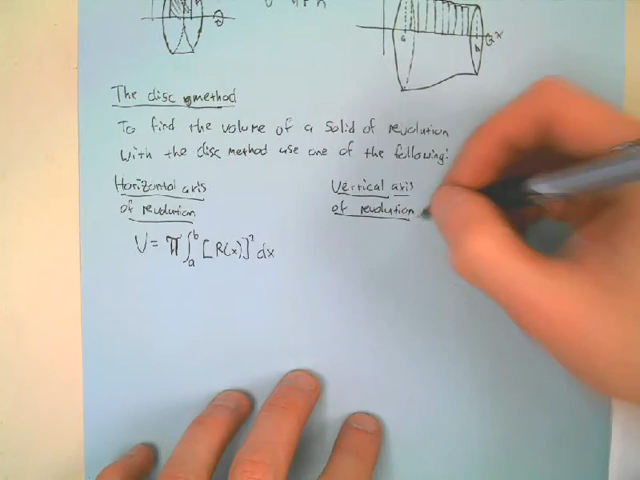 The disc method
To find the volume of a solid of revolution
with the disc method use one of the following:
Horizontal axis
of revolution
V = π∫ₐᵇ [R(x)]² dx
Vertical axis
of revolution
a
b
x